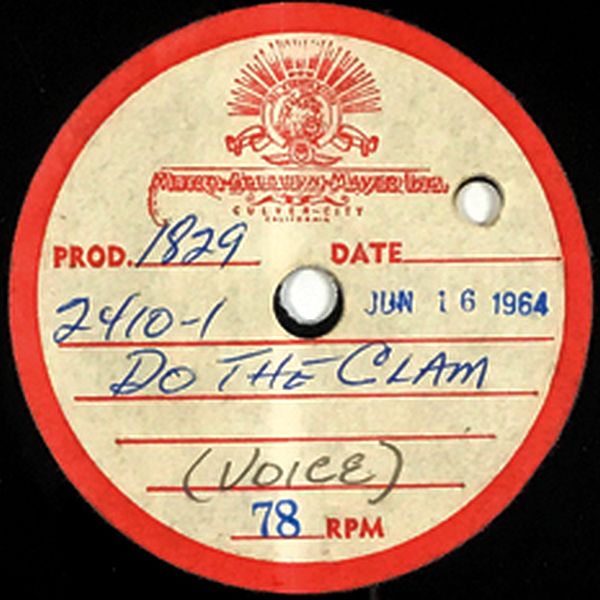 Metro-Goldwyn-Mayer Inc.
CULVER-CITY
CALIFORNIA
PROD. 1829 DATE
2410-1 JUN 16 1964
DO THE CLAM
(VOICE)
78 RPM